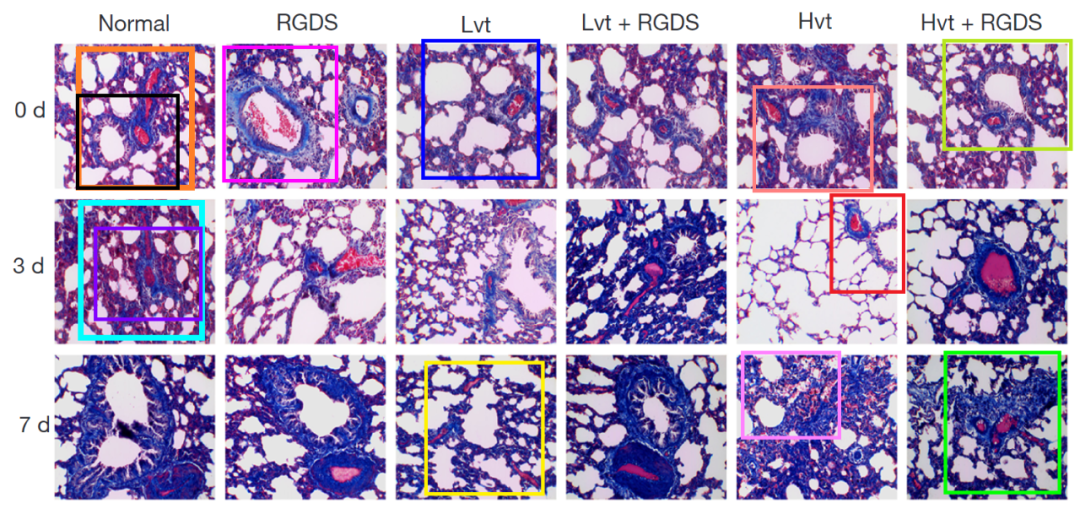 Normal RGDS Lvt Lvt + RGDS Hvt Hvt + RGDS
0 d
3 d
7 d